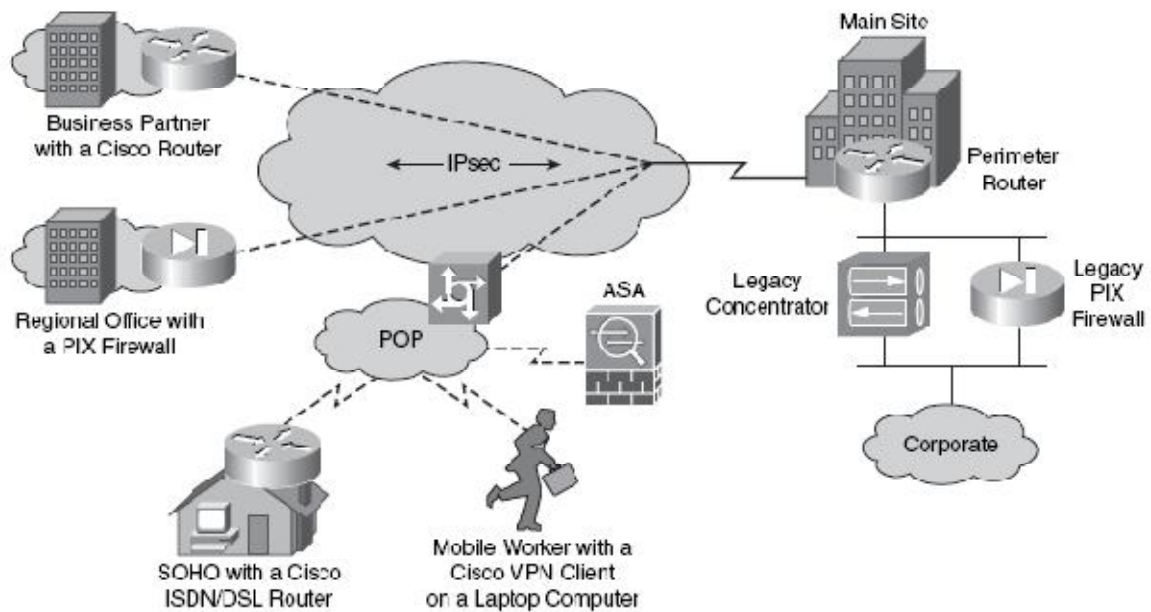 Business Partner
with a Cisco Router
Main Site
Perimeter
Router
IPsec
Regional Office with
a PIX Firewall
POP
ASA
Legacy
Concentrator
Legacy
PIX
Firewall
Corporate
SOHO with a Cisco
ISDN/DSL Router
Mobile Worker with a
Cisco VPN Client
on a Laptop Computer